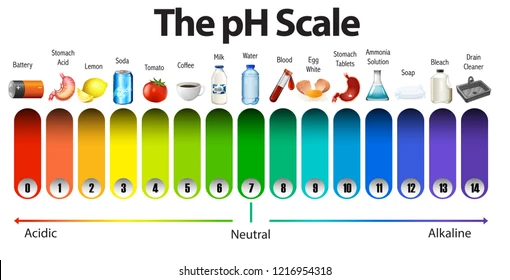 The pH Scale
Battery
Stomach
Acid
Lemon
Soda
Tomato
Coffee
Milk
Water
Blood
Egg
White
Stomach
Tablets
Ammonia
Solution
Soap
Bleach
Drain
Cleaner
0 1 2 3 4 5 6 7 8 9 10 11 12 13 14
Acidic Neutral Alkaline
shutterstock.com • 1216954318